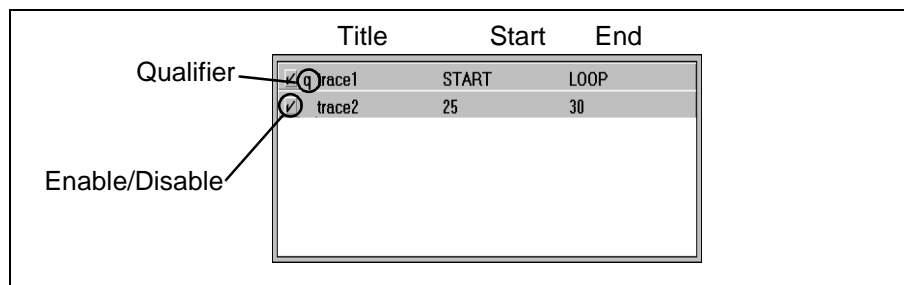 Title Start End
Qualifier
✓ q trace1 START LOOP
✓ trace2 25 30
Enable/Disable